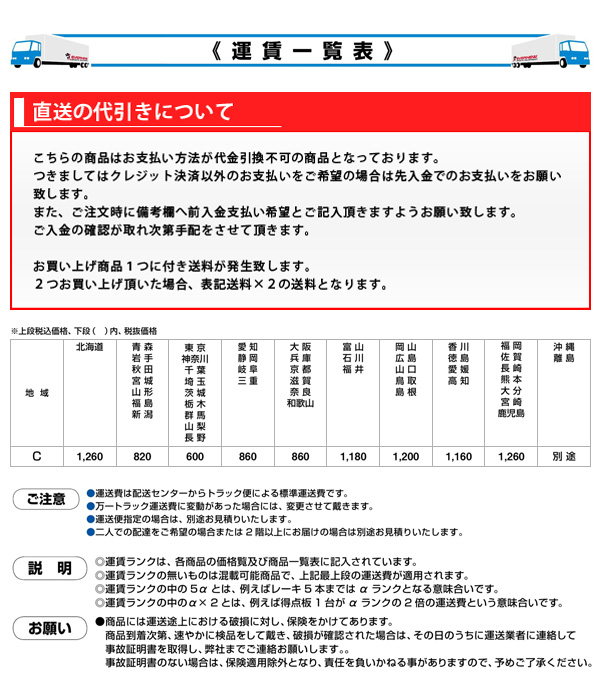 《 運 賃 一 覧 表 》
直送の代引きについて
こちらの商品はお支払い方法が代金引換不可の商品となっております。
つきましてはクレジット決済以外のお支払いをご希望の場合は先入金でのお支払いをお願い
致します。
また、ご注文時に備考欄へ前入金支払い希望とご記入頂きますようお願い致します。
ご入金の確認が取れ次第手配をさせて頂きます。
お買い上げ商品１つに付き送料が発生致します。
２つお買い上げ頂いた場合、表記送料×２の送料となります。
※上段税込価格、下段（　）内、税抜価格
地　域
北海道
青　森
岩　手
秋　田
宮　城
山　形
福　島
新　潟
東　京
神奈川
千　葉
埼　玉
茨　城
栃　木
群　馬
山　梨
長　野
愛　知
静　岡
岐　阜
三　重
大　阪
兵　庫
京　都
滋　賀
奈　良
和歌山
富　山
石　川
福　井
岡　山
広　島
山　口
鳥　取
島　根
香　川
徳　島
愛　媛
高　知
福　岡
佐　賀
長　崎
熊　本
大　分
宮　崎
鹿児島
沖　縄
離　島
C 1,260 820 600 860 860 1,180 1,200 1,160 1,260 別 途
ご注意
●運送費は配送センターからトラック便による標準運送費です。
●万一トラック運送費に変動があった場合には、変更させて戴きます。
●運送便指定の場合は、別途お見積りいたします。
●二人での配達をご希望の場合または2階以上にお届けの場合は別途お見積りいたします。
説　明
◎運賃ランクは、各商品の価格覧及び商品一覧表に記入されています。
◎運賃ランクの無いものは混載可能商品で、上記最上段の運送費が適用されます。
◎運賃ランクの中の5αとは、例えばレーキ5本まではαランクとなる意味合いです。
◎運賃ランクの中のα×2とは、例えば得点板1台がαランクの2倍の運送費という意味合いです。
お願い
●商品には運送途上における破損に対し、保険をかけてあります。
商品到着次第、速やかに検品をして戴き、破損が確認された場合は、その日のうちに運送業者に連絡して
事故証明書を取得し、弊社までご連絡お願いします。。
事故証明書のない場合は、保険適用除外となり、責任を負いかねる事がありますので、予めご了承ください。